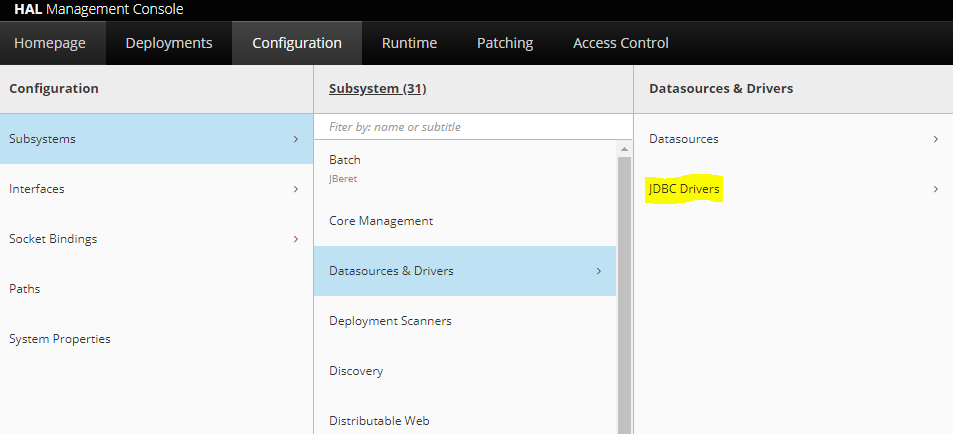 HAL Management Console
Homepage Deployments Configuration Runtime Patching Access Control
Configuration
Subsystems
Interfaces
Socket Bindings
Paths
System Properties
Subsystem (31)
Fiter by: name or subtitle
Batch
JBeret
Core Management
Datasources & Drivers
Deployment Scanners
Discovery
Distributable Web
Datasources & Drivers
Datasources
JDBC Drivers